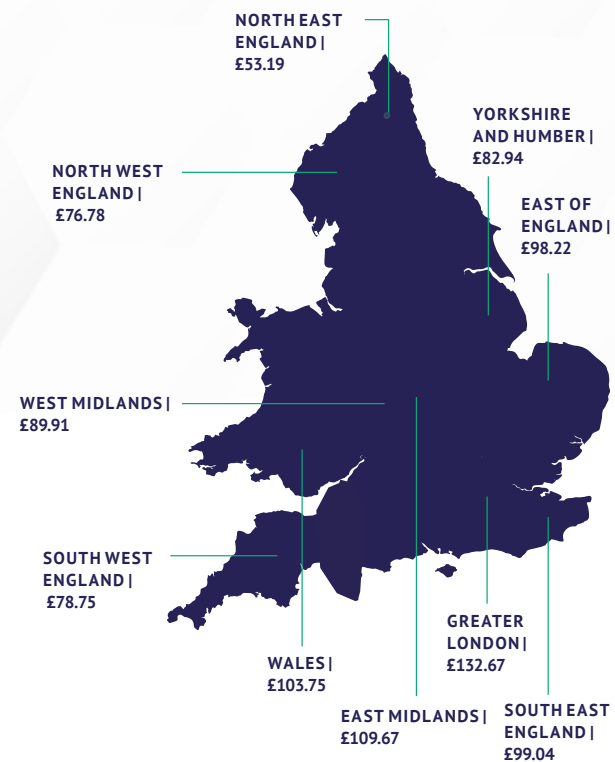 NORTH EAST
ENGLAND |
£53.19
YORKSHIRE
AND HUMBER |
£82.94
NORTH WEST
ENGLAND |
£76.78
EAST OF
ENGLAND |
£98.22
WEST MIDLANDS |
£89.91
SOUTH WEST
ENGLAND |
£78.75
GREATER
LONDON |
£132.67
WALES |
£103.75
EAST MIDLANDS |
£109.67
SOUTH EAST
ENGLAND |
£99.04